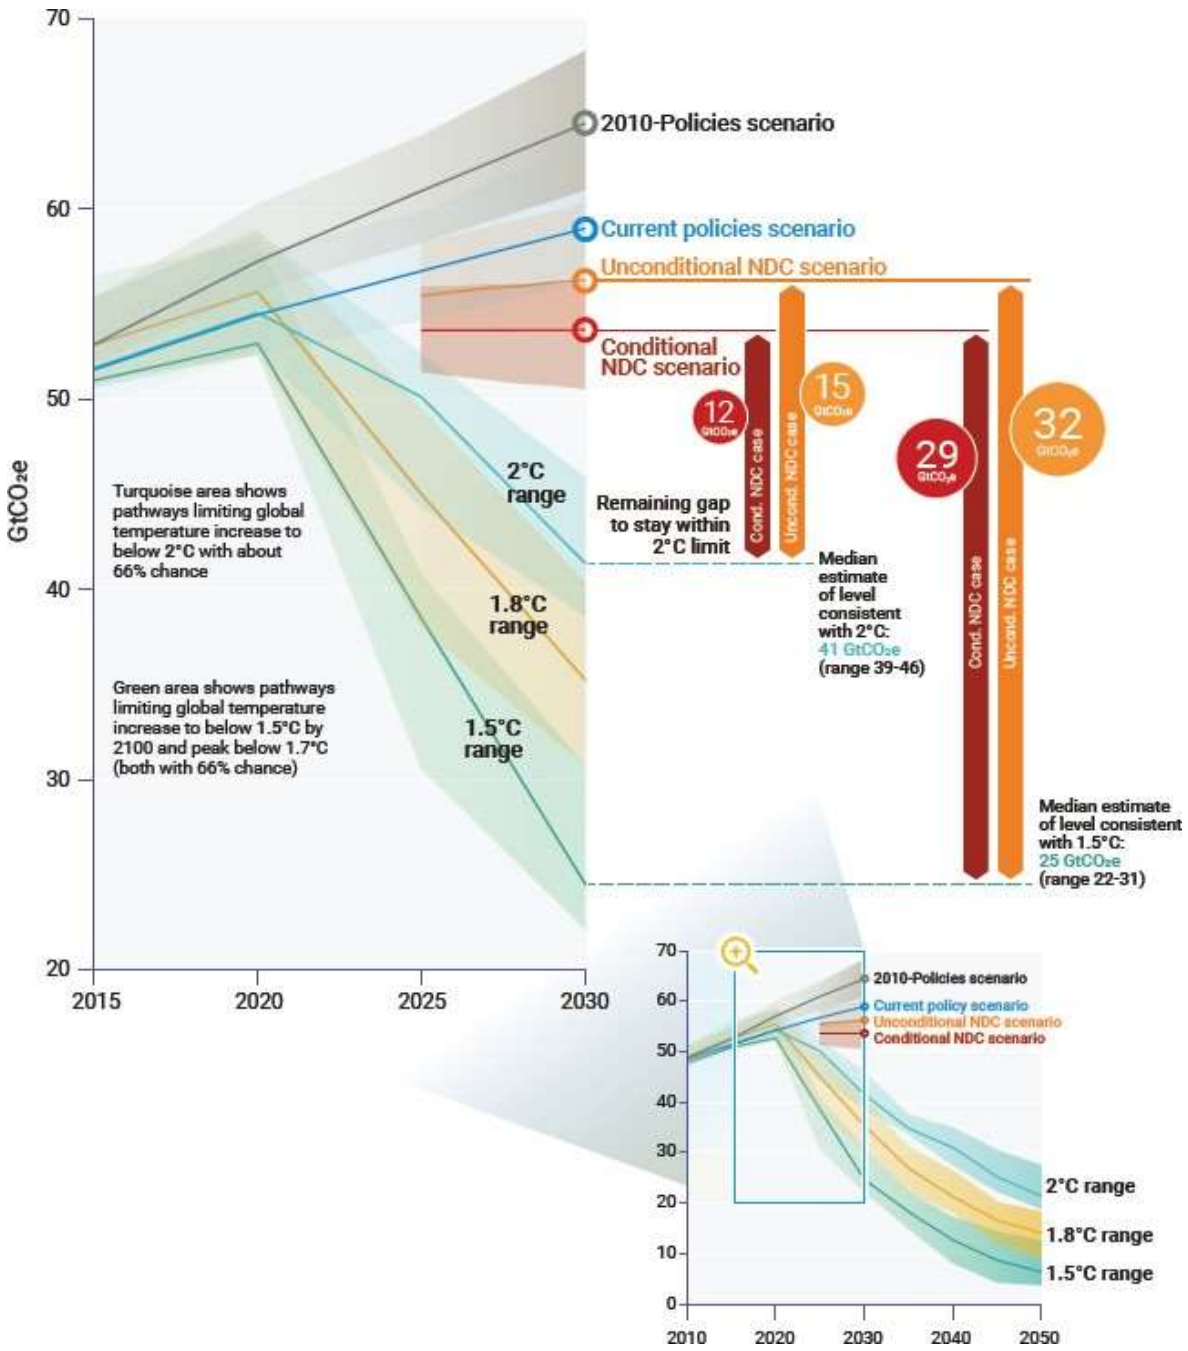 70
60
50
40
30
20
GtCO₂e
2015
2020
2025
2030
2010-Policies scenario
Current policies scenario
Unconditional NDC scenario
Conditional
NDC scenario
2°C
range
1.8°C
range
1.5°C
range
Turquoise area shows
pathways limiting global
temperature increase to
below 2°C with about
66% chance
Green area shows pathways
limiting global temperature
increase to below 1.5°C by
2100 and peak below 1.7°C
(both with 66% chance)
12
GtCO₂e
15
GtCO₂e
29
GtCO₂e
32
GtCO₂e
Cond. NDC case
Uncond. NDC case
Cond. NDC case
Uncond. NDC case
Remaining gap
to stay within
2°C limit
Median
estimate
of level
consistent
with 2°C:
41 GtCO₂e
(range 39-46)
Median estimate
of level consistent
with 1.5°C:
25 GtCO₂e
(range 22-31)
70
60
50
40
30
20
10
0
2010
2020
2030
2040
2050
2010-Policies scenario
Current policy scenario
Unconditional NDC scenario
Conditional NDC scenario
2°C range
1.8°C range
1.5°C range